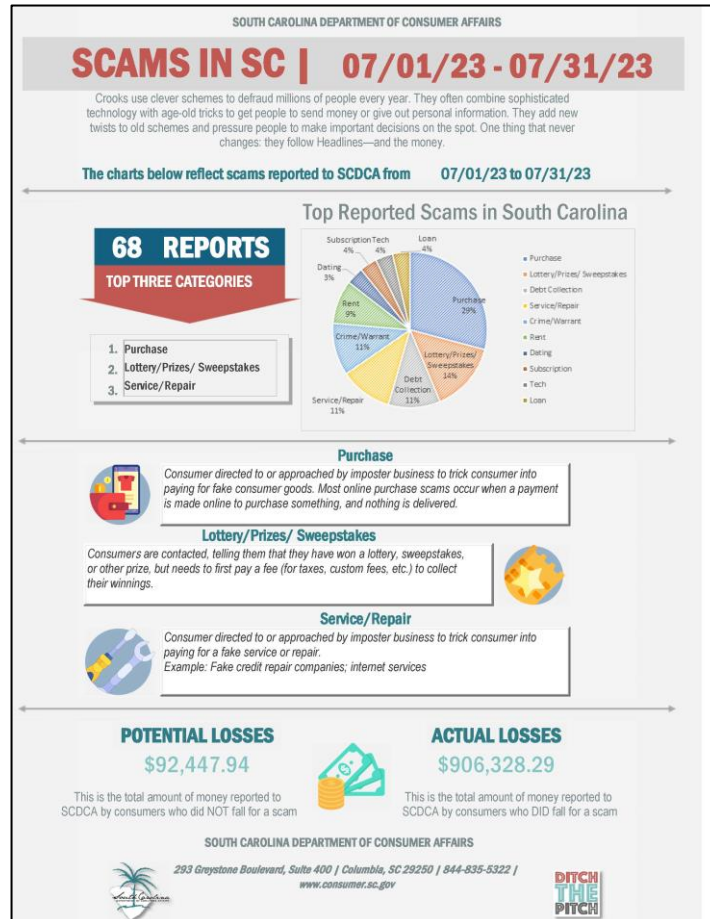 SOUTH CAROLINA DEPARTMENT OF CONSUMER AFFAIRS
SCAMS IN SC | 07/01/23 - 07/31/23
Crooks use clever schemes to defraud millions of people every year. They often combine sophisticated
technology with age-old tricks to get people to send money or give out personal information. They add new
twists to old schemes and pressure people to make important decisions on the spot. One thing that never
changes: they follow Headlines—and the money.
The charts below reflect scams reported to SCDCA from 07/01/23 to 07/31/23
68 REPORTS
TOP THREE CATEGORIES
1. Purchase
2. Lottery/Prizes/ Sweepstakes
3. Service/Repair
Top Reported Scams in South Carolina
Subscription
4%
Tech
4%
Loan
4%
Dating
3%
Rent
9%
Crime/Warrant
11%
Service/Repair
11%
Debt
Collection
11%
Lottery/Prizes/
Sweepstakes
14%
Purchase
29%
Purchase
Lottery/Prizes/ Sweepstakes
Debt Collection
Service/Repair
Crime/Warrant
Rent
Dating
Subscription
Tech
Loan
Purchase
Consumer directed to or approached by imposter business to trick consumer into
paying for fake consumer goods. Most online purchase scams occur when a payment
is made online to purchase something, and nothing is delivered.
Lottery/Prizes/ Sweepstakes
Consumers are contacted, telling them that they have won a lottery, sweepstakes,
or other prize, but needs to first pay a fee (for taxes, custom fees, etc.) to collect
their winnings.
Service/Repair
Consumer directed to or approached by imposter business to trick consumer into
paying for a fake service or repair.
Example: Fake credit repair companies; internet services
POTENTIAL LOSSES
$92,447.94
This is the total amount of money reported to
SCDCA by consumers who did NOT fall for a scam
ACTUAL LOSSES
$906,328.29
This is the total amount of money reported to
SCDCA by consumers who DID fall for a scam
SOUTH CAROLINA DEPARTMENT OF CONSUMER AFFAIRS
293 Greystone Boulevard, Suite 400 | Columbia, SC 29250 | 844-835-5322 |
www.consumer.sc.gov
South Carolina
DITCH
THE
PITCH